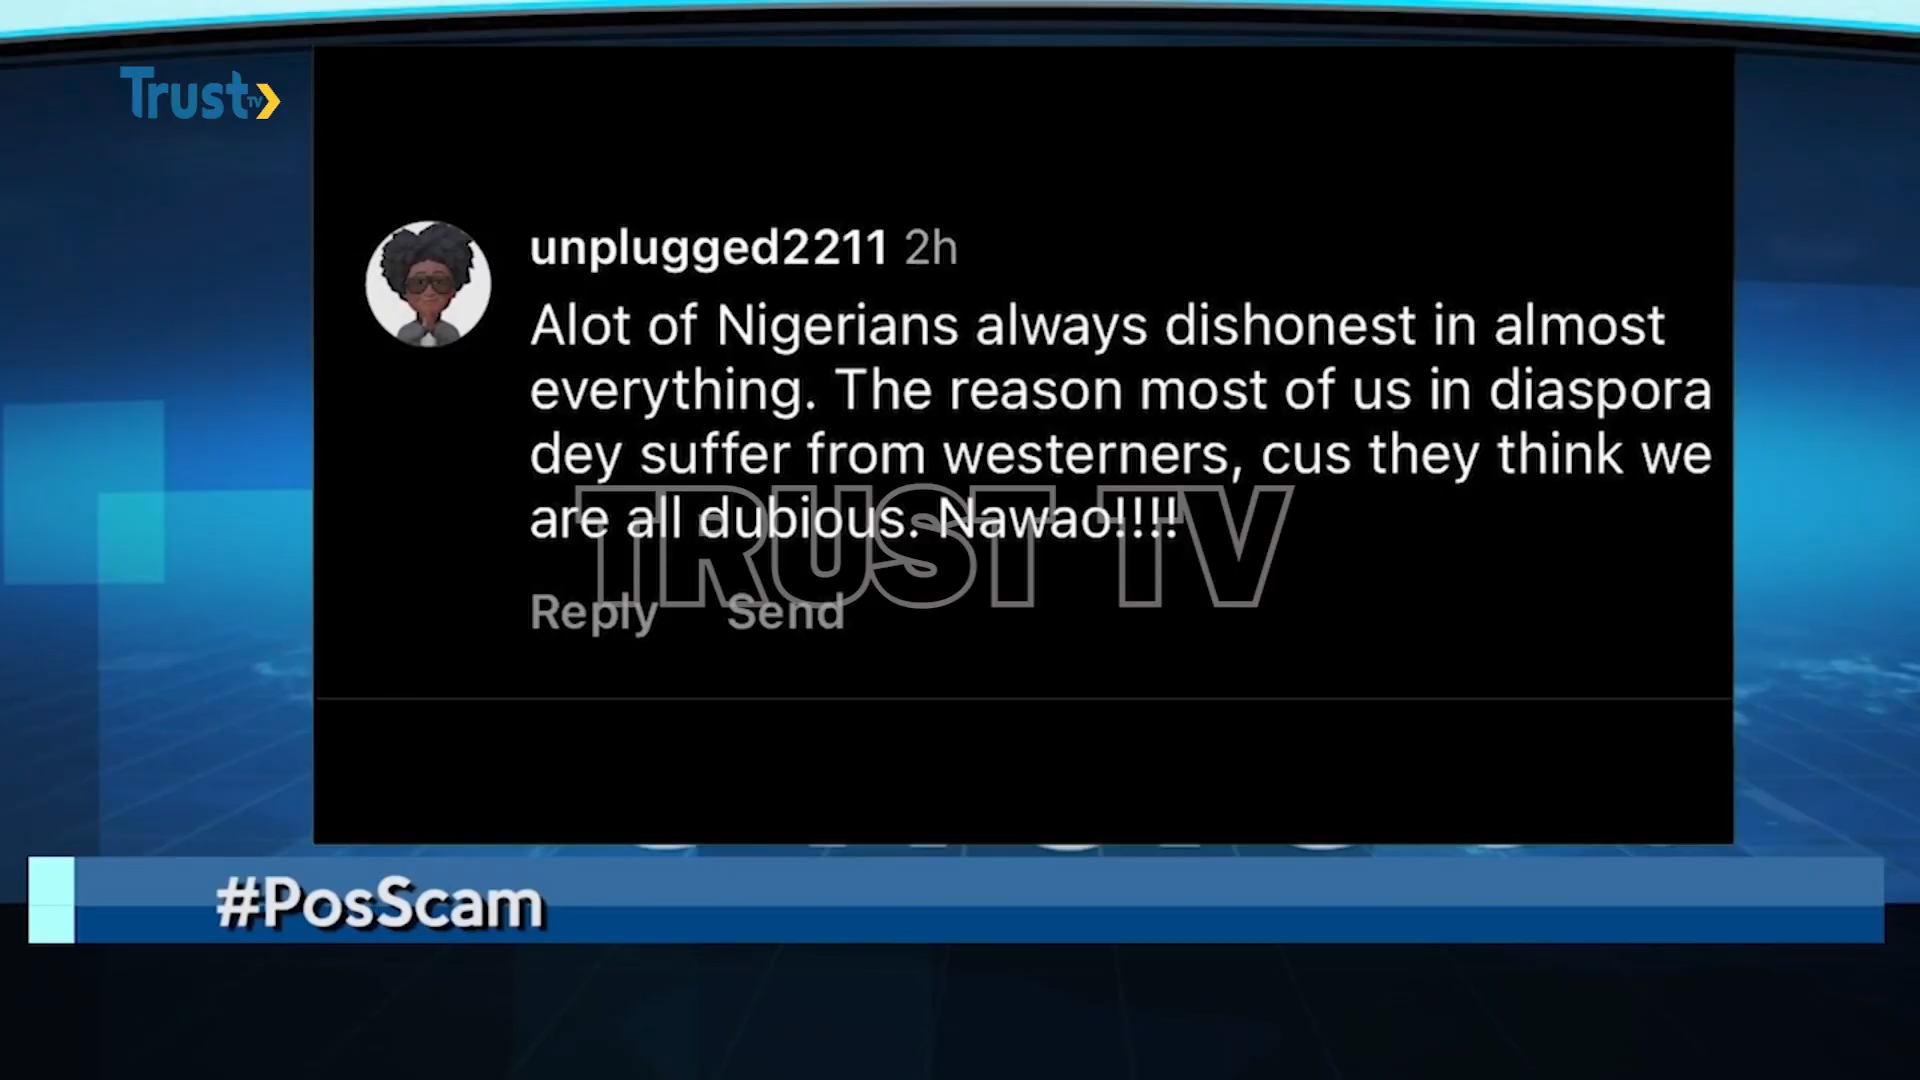 Trust TV
unplugged2211 2h
Alot of Nigerians always dishonest in almost
everything. The reason most of us in diaspora
dey suffer from westerners, cus they think we
are all dubious. Nawao!!!!
TRUST TV
Reply Send
#PosScam